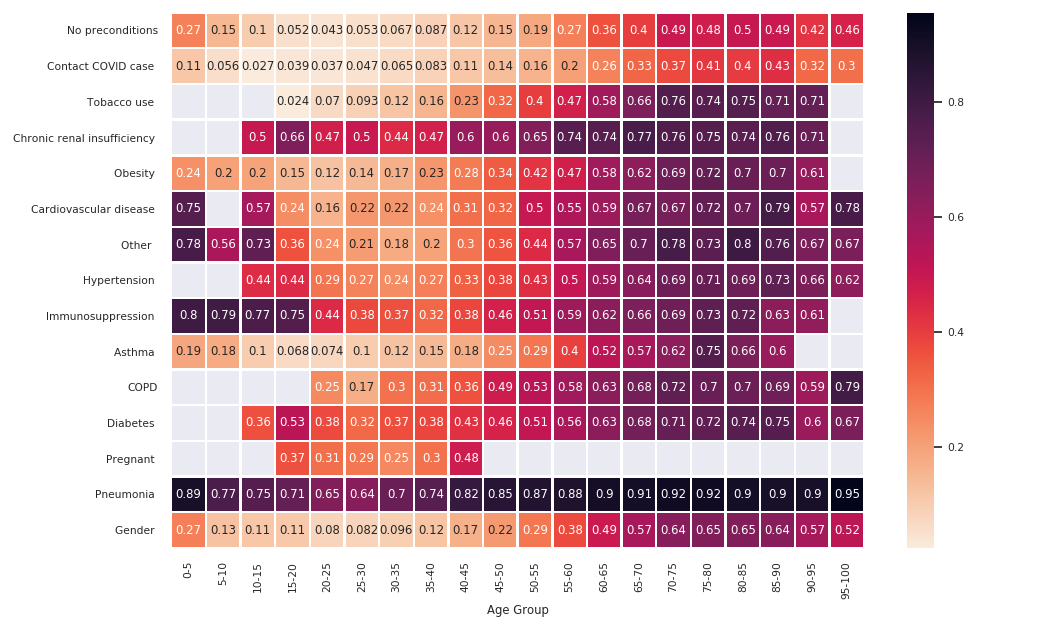 No preconditions 0.27 0.15 0.1 0.052 0.043 0.053 0.067 0.087 0.12 0.15 0.19 0.27 0.36 0.4 0.49 0.48 0.5 0.49 0.42 0.46
Contact COVID case 0.11 0.056 0.027 0.039 0.037 0.047 0.065 0.083 0.11 0.14 0.16 0.2 0.26 0.33 0.37 0.41 0.4 0.43 0.32 0.3
Tobacco use 0.024 0.07 0.093 0.12 0.16 0.23 0.32 0.4 0.47 0.58 0.66 0.76 0.74 0.75 0.71 0.71
0.8
Chronic renal insufficiency 0.5 0.66 0.47 0.5 0.44 0.47 0.6 0.6 0.65 0.74 0.74 0.77 0.76 0.75 0.74 0.76 0.71
Obesity 0.24 0.2 0.2 0.15 0.12 0.14 0.17 0.23 0.28 0.34 0.42 0.47 0.58 0.62 0.69 0.72 0.7 0.7 0.61
Cardiovascular disease 0.75 0.57 0.24 0.16 0.22 0.22 0.24 0.31 0.32 0.5 0.55 0.59 0.67 0.67 0.72 0.7 0.79 0.57 0.78
0.6
Other 0.78 0.56 0.73 0.36 0.24 0.21 0.18 0.2 0.3 0.36 0.44 0.57 0.65 0.7 0.78 0.73 0.8 0.76 0.67 0.67
Hypertension 0.44 0.44 0.29 0.27 0.24 0.27 0.33 0.38 0.43 0.5 0.59 0.64 0.69 0.71 0.69 0.73 0.66 0.62
Immunosuppression 0.8 0.79 0.77 0.75 0.44 0.38 0.37 0.32 0.38 0.46 0.51 0.59 0.62 0.66 0.69 0.73 0.72 0.63 0.61
0.4
Asthma 0.19 0.18 0.1 0.068 0.074 0.1 0.12 0.15 0.18 0.25 0.29 0.4 0.52 0.57 0.62 0.75 0.66 0.6
COPD 0.25 0.17 0.3 0.31 0.36 0.49 0.53 0.58 0.63 0.68 0.72 0.7 0.7 0.69 0.59 0.79
Diabetes 0.36 0.53 0.38 0.32 0.37 0.38 0.43 0.46 0.51 0.56 0.63 0.68 0.71 0.72 0.74 0.75 0.6 0.67
0.2
Pregnant 0.37 0.31 0.29 0.25 0.3 0.48
Pneumonia 0.89 0.77 0.75 0.71 0.65 0.64 0.7 0.74 0.82 0.85 0.87 0.88 0.9 0.91 0.92 0.92 0.9 0.9 0.9 0.95
Gender 0.27 0.13 0.11 0.11 0.08 0.082 0.096 0.12 0.17 0.22 0.29 0.38 0.49 0.57 0.64 0.65 0.65 0.64 0.57 0.52
0-5 5-10 10-15 15-20 20-25 25-30 30-35 35-40 40-45 45-50 50-55 55-60 60-65 65-70 70-75 75-80 80-85 85-90 90-95 95-100
Age Group